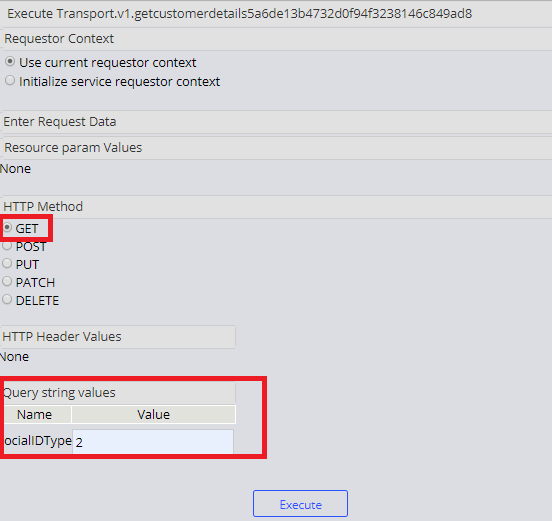 Execute Transport.v1.getcustomerdetails5a6de13b4732d0f94f3238146c849ad8
Requestor Context
Use current requestor context
Initialize service requestor context
Enter Request Data
Resource param Values
None
HTTP Method
GET
POST
PUT
PATCH
DELETE
HTTP Header Values
None
Query string values
Name Value
ocialIDType 2
Execute